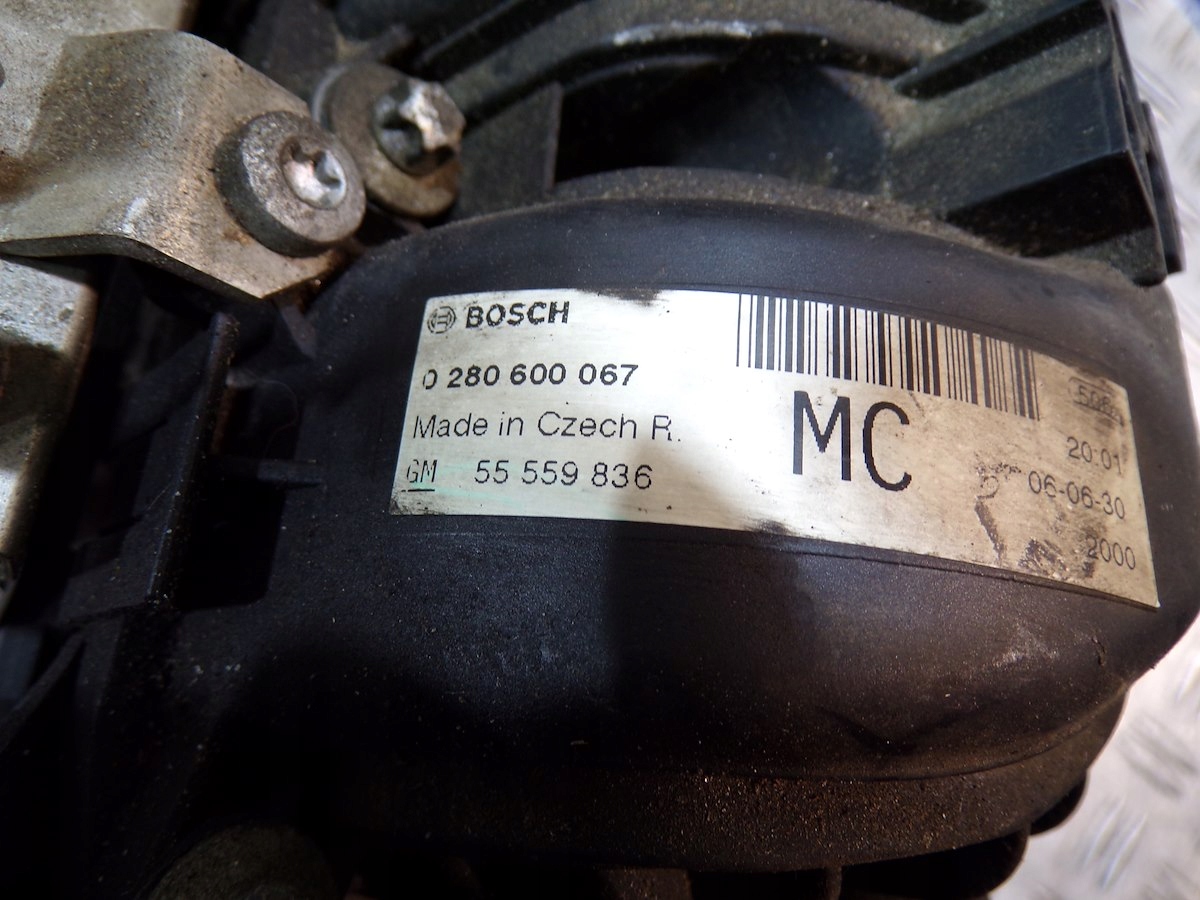 BOSCH
0 280 600 067
Made in Czech R.
GM 55 559 836
MC
20:01
06-06-30
2000